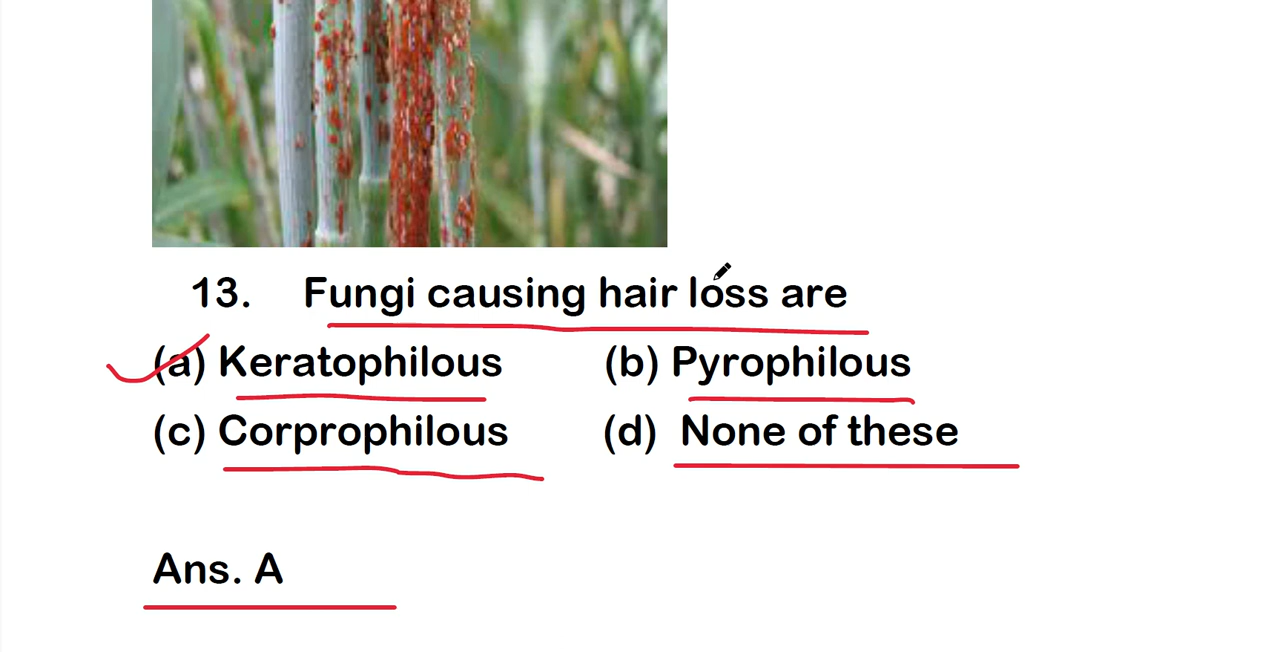 13. Fungi causing hair loss are
(a) Keratophilous (b) Pyrophilous
(c) Corprophilous (d) None of these
Ans. A